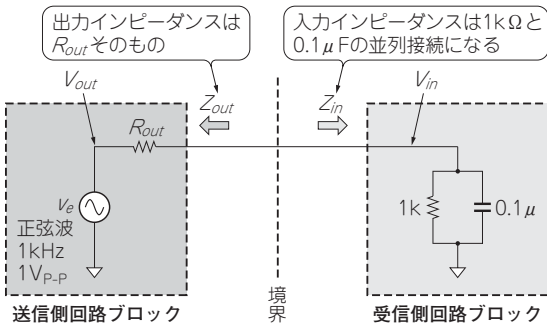 出力インピーダンスは
Routそのもの
入力インピーダンスは1kΩと
0.1μFの並列接続になる
Vout
Zout
Zin
Vin
Rout
ve
正弦波
1kHz
1VP-P
1k
0.1μ
送信側回路ブロック
境界
受信側回路ブロック